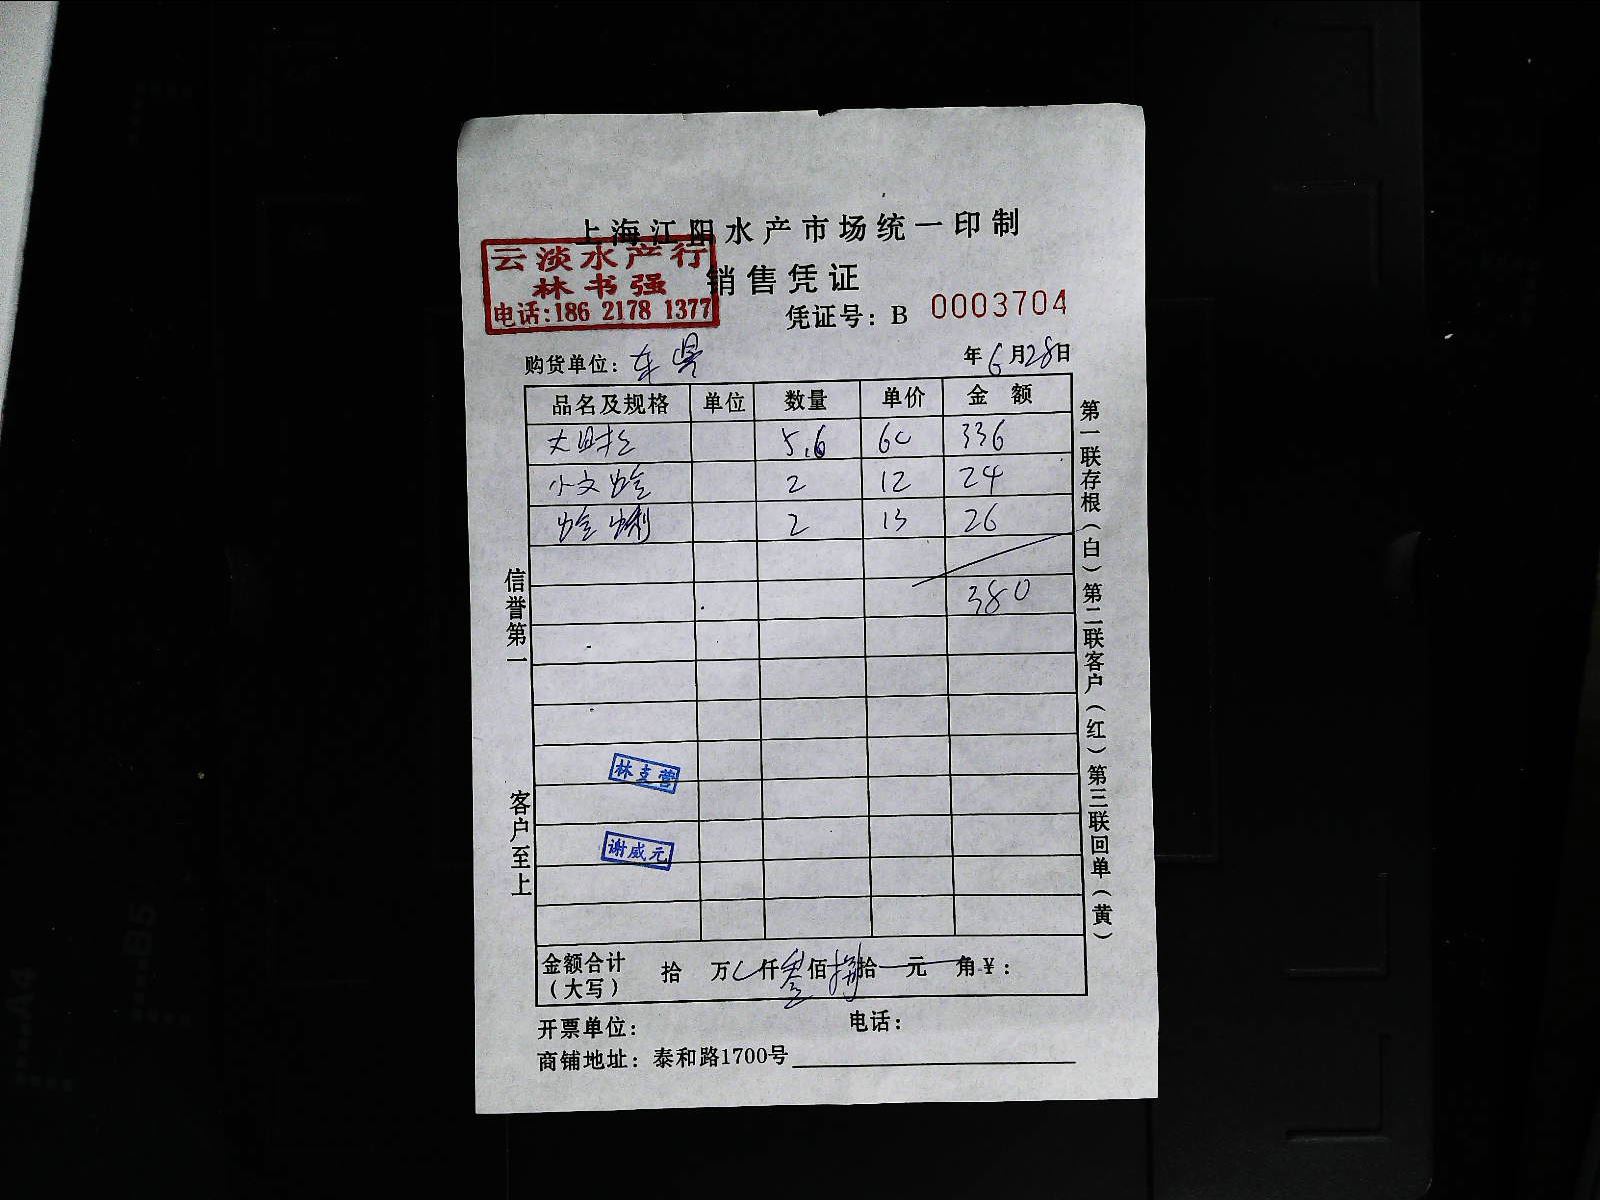 上海江阳水产市场统一印制
云淡水产行
林书强
电话:186 2178 1377
销售凭证
凭证号: B 0003704
购货单位:
年6月28日
品名及规格 单位 数量 单价 金额
5.6 60 336
小文蛤 2 12 24
蛤蜊 2 13 26
380
林支营
谢威元
信誉第一
客户至上
第一联存根(白)第二联客户(红)第三联回单(黄)
金额合计(大写) 拾 万 仟叁佰捌拾 元 角¥:
开票单位: 电话:
商铺地址: 泰和路1700号